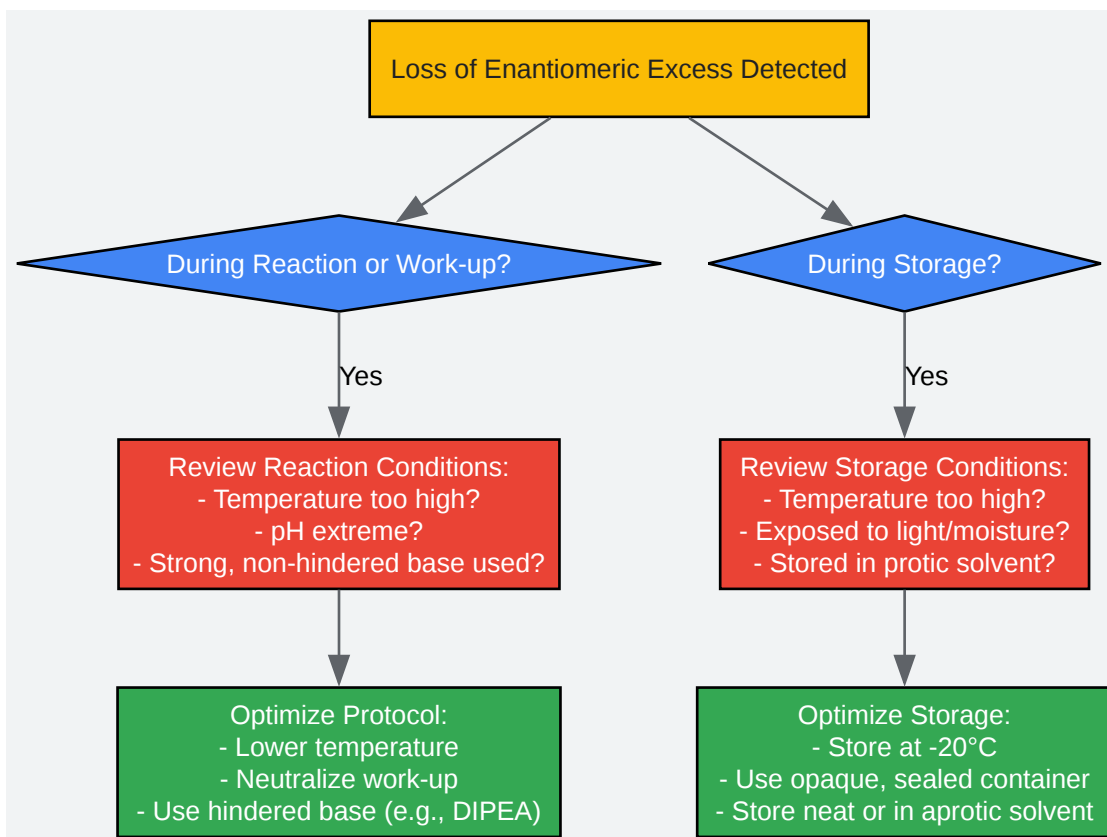 Loss of Enantiomeric Excess Detected
During Reaction or Work-up?
During Storage?
Yes
Yes
Review Reaction Conditions:
- Temperature too high?
- pH extreme?
- Strong, non-hindered base used?
Review Storage Conditions:
- Temperature too high?
- Exposed to light/moisture?
- Stored in protic solvent?
Optimize Protocol:
- Lower temperature
- Neutralize work-up
- Use hindered base (e.g., DIPEA)
Optimize Storage:
- Store at -20°C
- Use opaque, sealed container
- Store neat or in aprotic solvent